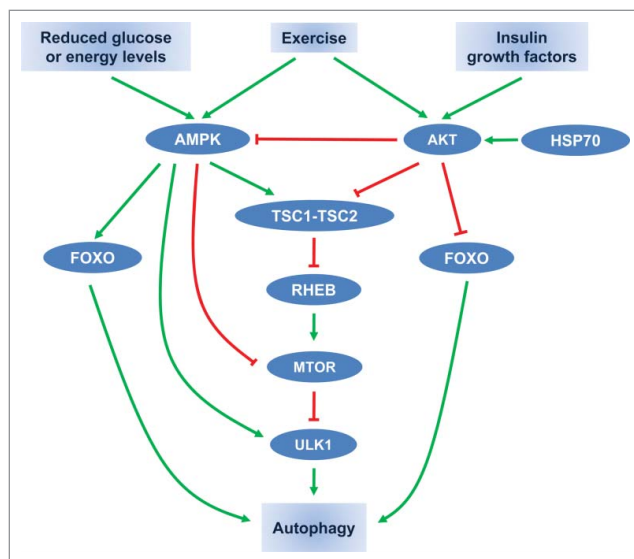 Reduced glucose
or energy levels
Exercise
Insulin
growth factors
AMPK
AKT
HSP70
TSC1-TSC2
FOXO
FOXO
RHEB
MTOR
ULK1
Autophagy